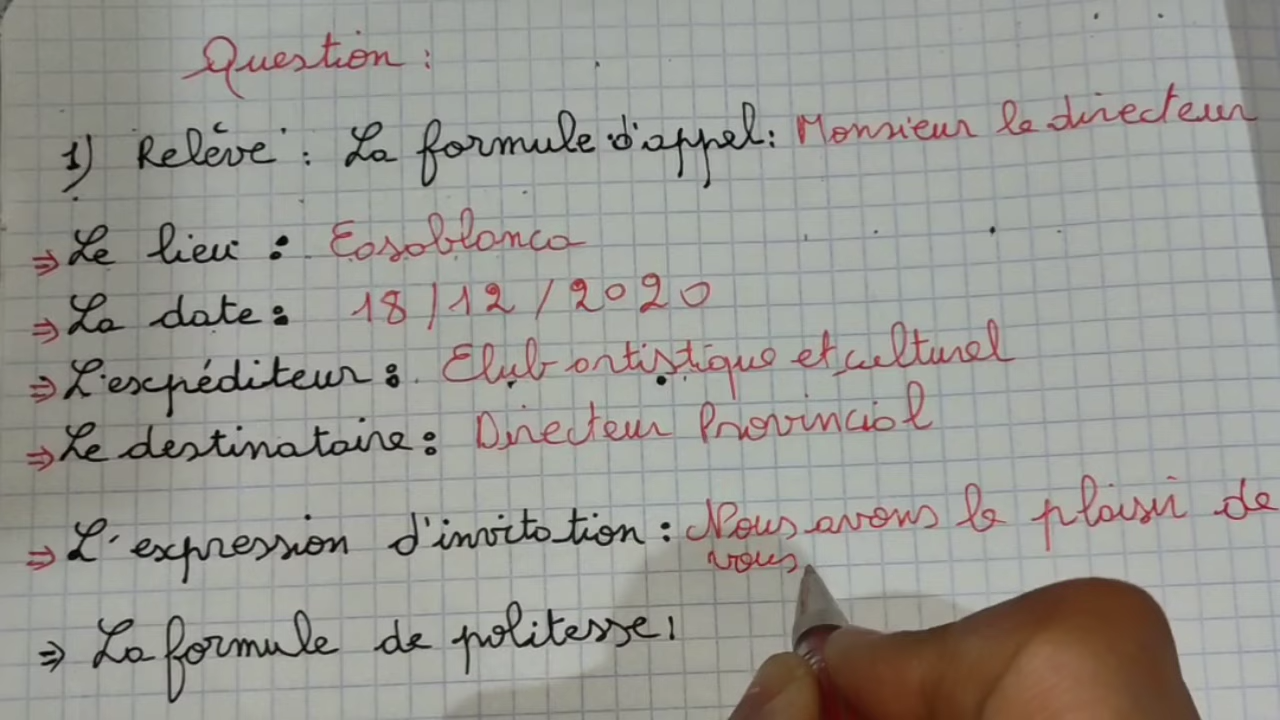 Question :
1) Relève : La formule d'appel : Monsieur le directeur
⇒ Le lieu : Casablanca
⇒ La date : 18/12/2020
⇒ L'expéditeur : Club artistique et culturel
⇒ Le destinataire : Directeur Provincial
⇒ L'expression d'invitation : Nous avons le plaisir de
vous
⇒ La formule de politesse :